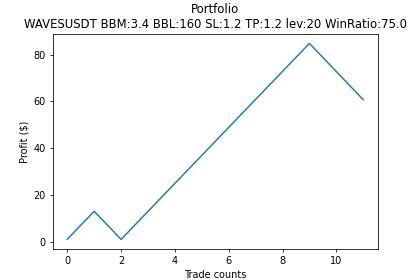 Portfolio
WAVESUSDT BBM:3.4 BBL:160 SL:1.2 TP:1.2 lev:20 WinRatio:75.0
80
60
40
20
0
Profit ($)
0 2 4 6 8 10
Trade counts